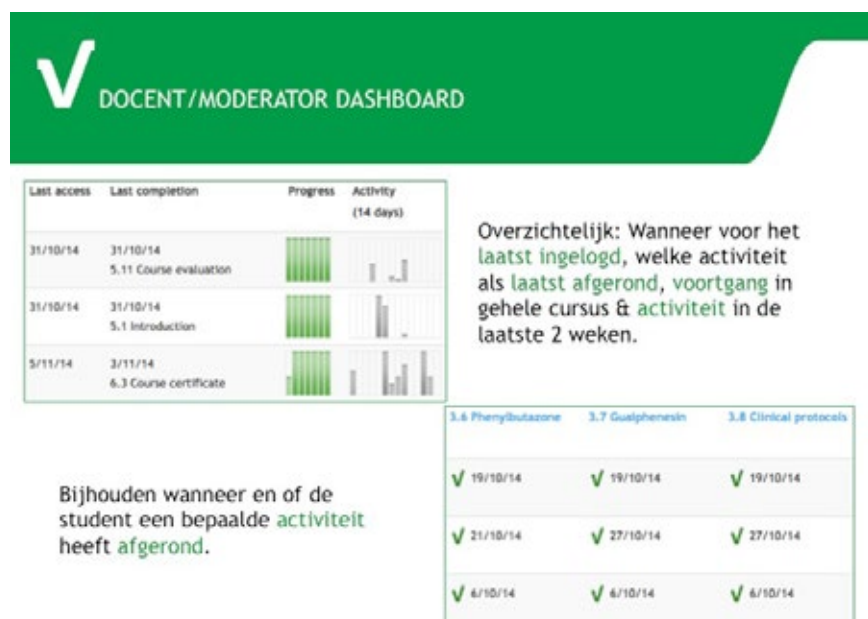 DOCENT/MODERATOR DASHBOARD
Last access Last completion Progress Activity
(14 days)
31/10/14 31/10/14
5.11 Course evaluation
31/10/14 31/10/14
5.1 Introduction
5/11/14 3/11/14
6.3 Course certificate
Overzichtelijk: Wanneer voor het
laatst ingelogd, welke activiteit
als laatst afgerond, voortgang in
gehele cursus & activiteit in de
laatste 2 weken.
3.6 Phenylbutazone 3.7 Guaiphenesin 3.8 Clinical protocols
19/10/14 19/10/14 19/10/14
21/10/14 27/10/14 27/10/14
6/10/14 6/10/14 6/10/14
Bijhouden wanneer en of de
student een bepaalde activiteit
heeft afgerond.